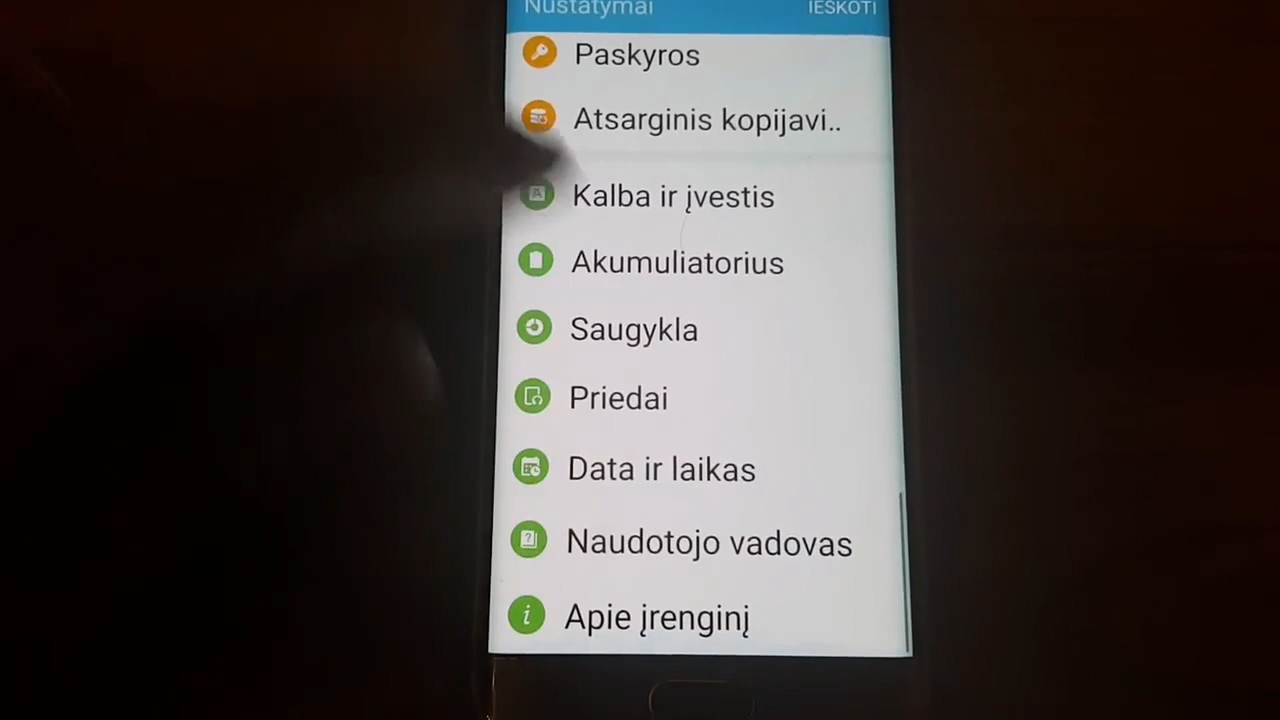 Nustatymai IEŠKOTI
Paskyros
Atsarginis kopijavi..
Kalba ir įvestis
Akumuliatorius
Saugykla
Priedai
Data ir laikas
Naudotojo vadovas
Apie įrenginį